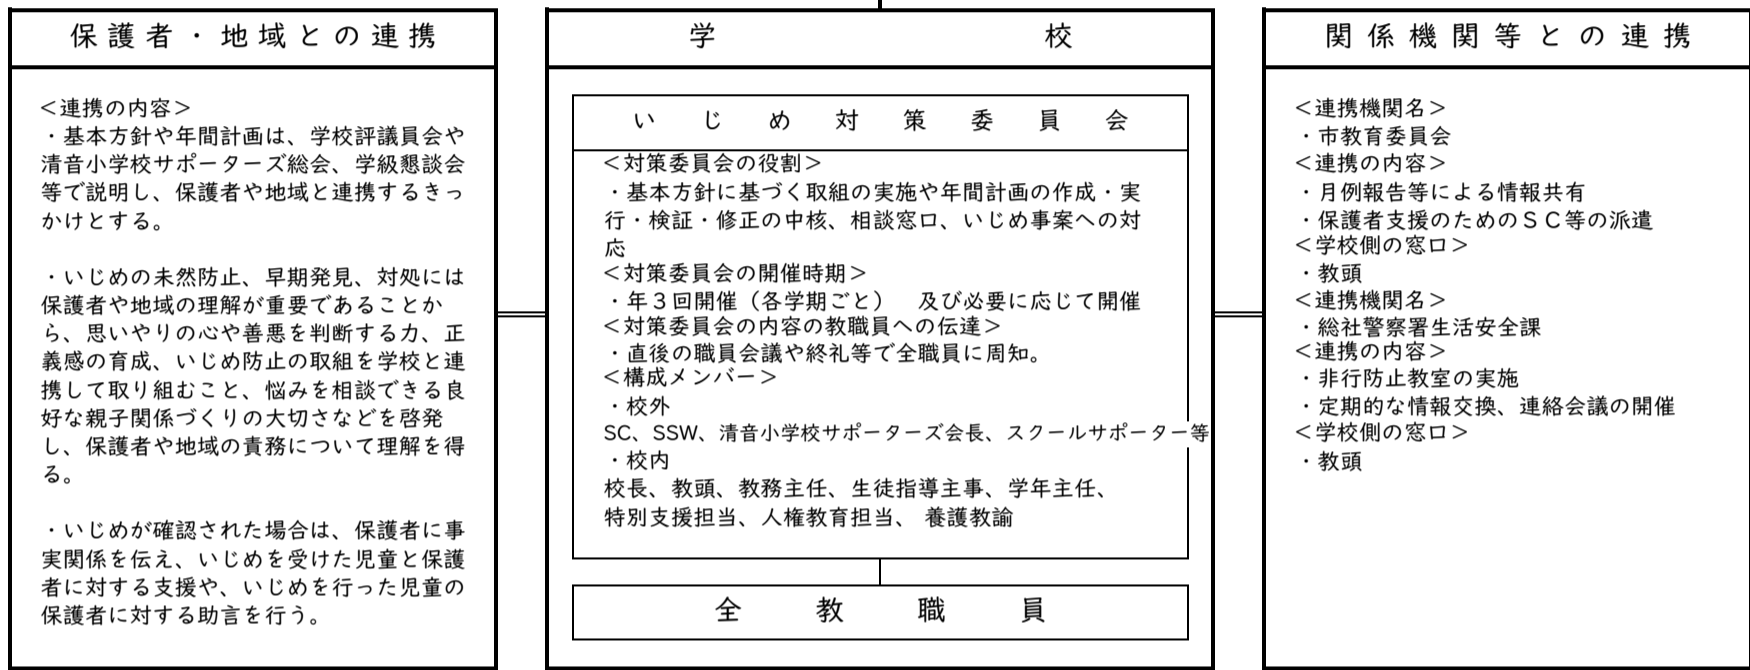 保護者・地域との連携
＜連携の内容＞
・基本方針や年間計画は、学校評議員会や
清音小学校サポーターズ総会、学級懇談会
等で説明し、保護者や地域と連携するきっ
かけとする。
・いじめの未然防止、早期発見、対処には
保護者や地域の理解が重要であることか
ら、思いやりの心や善悪を判断する力、正
義感の育成、いじめ防止の取組を学校と連
携して取り組むこと、悩みを相談できる良
好な親子関係づくりの大切さなどを啓発
し、保護者や地域の責務について理解を得
る。
・いじめが確認された場合は、保護者に事
実関係を伝え、いじめを受けた児童と保護
者に対する支援や、いじめを行った児童の
保護者に対する助言を行う。
学校
いじめ対策委員会
＜対策委員会の役割＞
・基本方針に基づく取組の実施や年間計画の作成・実
行・検証・修正の中核、相談窓口、いじめ事案への対
応
＜対策委員会の開催時期＞
・年３回開催（各学期ごと）　及び必要に応じて開催
＜対策委員会の内容の教職員への伝達＞
・直後の職員会議や終礼等で全職員に周知。
＜構成メンバー＞
・校外
SC、SSW、清音小学校サポーターズ会長、スクールサポーター等
・校内
校長、教頭、教務主任、生徒指導主事、学年主任、
特別支援担当、人権教育担当、 養護教諭
全教職員
関係機関等との連携
＜連携機関名＞
・市教育委員会
＜連携の内容＞
・月例報告等による情報共有
・保護者支援のためのＳＣ等の派遣
＜学校側の窓口＞
・教頭
＜連携機関名＞
・総社警察署生活安全課
＜連携の内容＞
・非行防止教室の実施
・定期的な情報交換、連絡会議の開催
＜学校側の窓口＞
・教頭